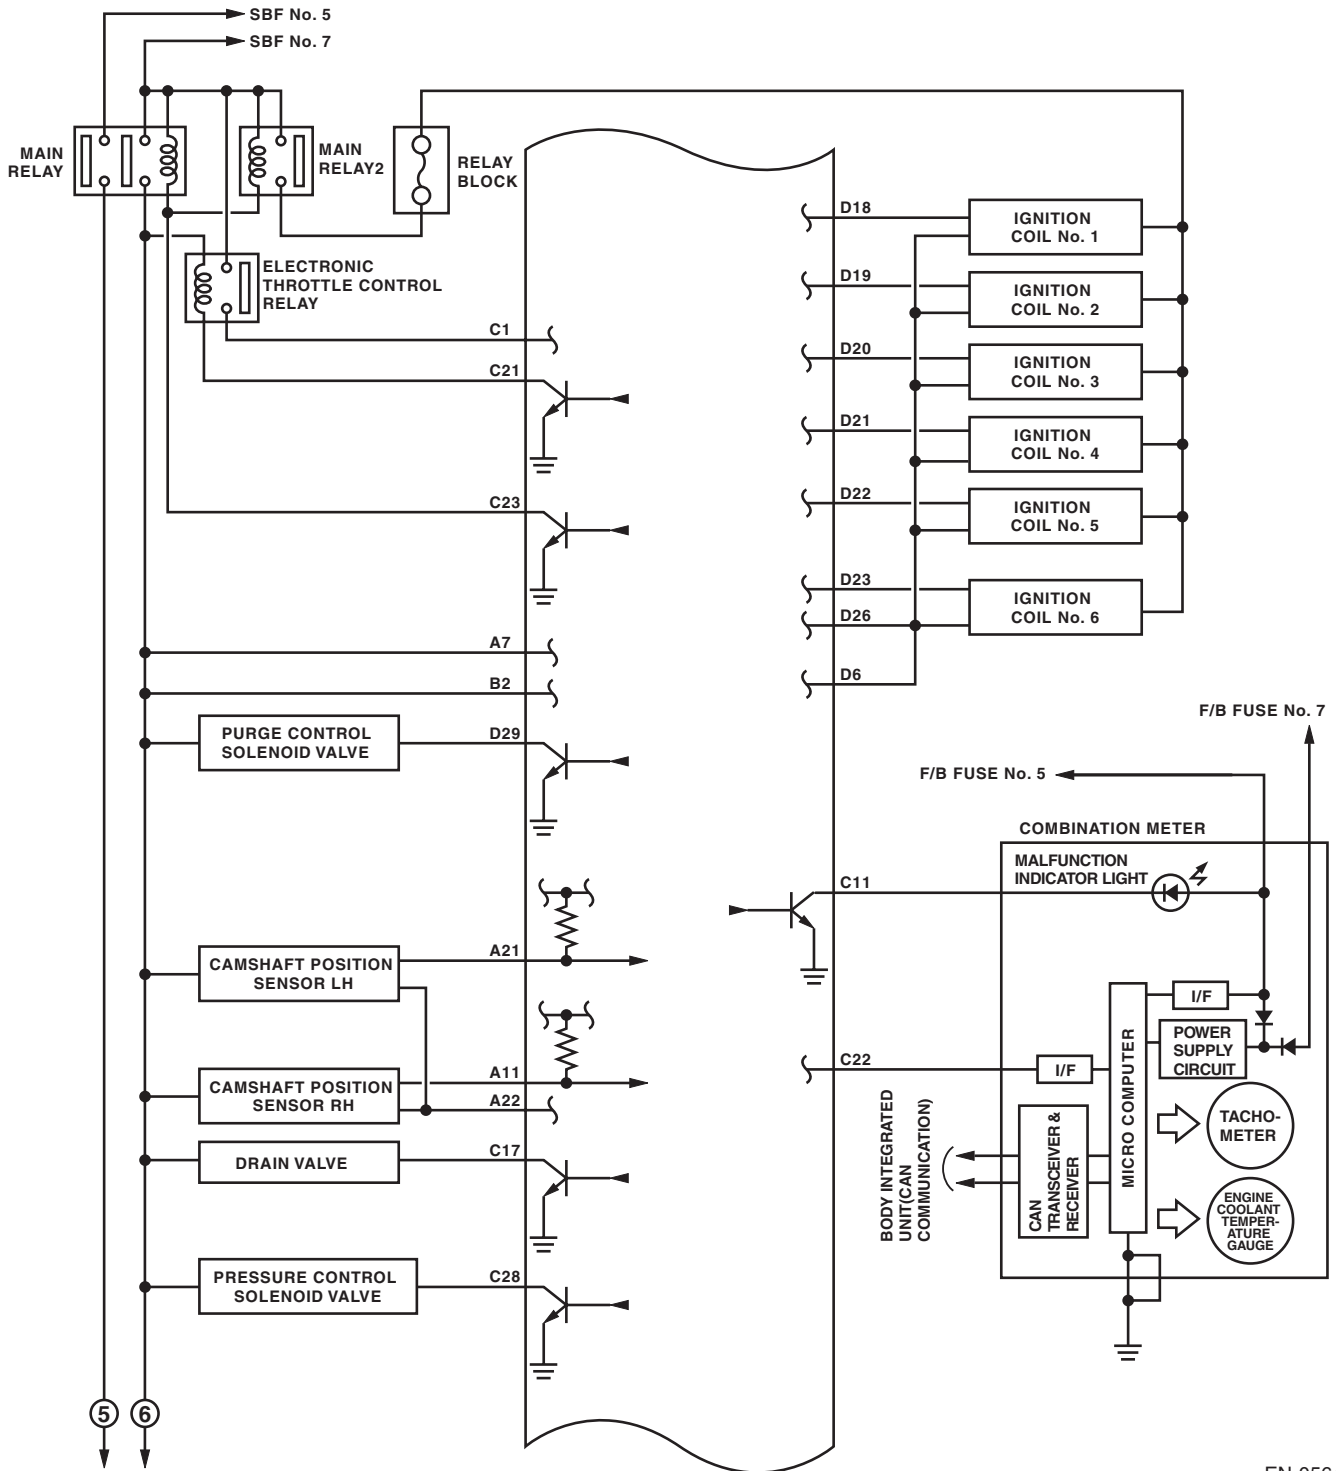 SBF No. 5
SBF No. 7
MAIN
RELAY
MAIN
RELAY2
RELAY
BLOCK
ELECTRONIC
THROTTLE CONTROL
RELAY
C1
C21
C23
A7
B2
PURGE CONTROL
SOLENOID VALVE
D29
CAMSHAFT POSITION
SENSOR LH
A21
CAMSHAFT POSITION
SENSOR RH
A11
A22
DRAIN VALVE
C17
PRESSURE CONTROL
SOLENOID VALVE
C28
5
6
D18
IGNITION
COIL No. 1
D19
IGNITION
COIL No. 2
D20
IGNITION
COIL No. 3
D21
IGNITION
COIL No. 4
D22
IGNITION
COIL No. 5
D23
D26
IGNITION
COIL No. 6
D6
F/B FUSE No. 7
F/B FUSE No. 5
COMBINATION METER
MALFUNCTION
INDICATOR LIGHT
C11
I/F
POWER
SUPPLY
CIRCUIT
C22
I/F
MICRO COMPUTER
BODY INTEGRATED
UNIT(CAN
COMMUNICATION)
CAN
TRANSCEIVER &
RECEIVER
TACHO-
METER
ENGINE
COOLANT
TEMPER-
ATURE
GAUGE